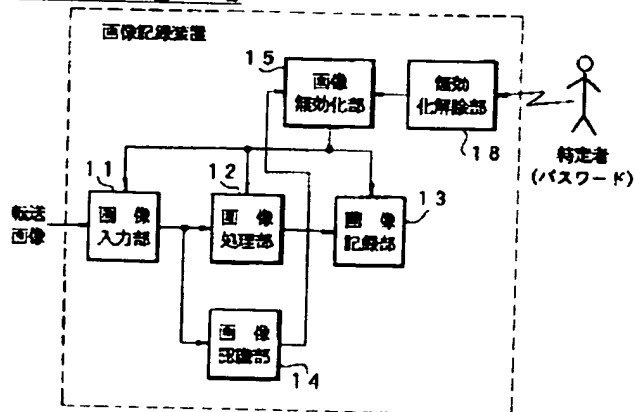 画像記録装置
15
画像
無効化部
無効
化解除部
18
特定者
(パスワード)
11
転送
画像
画像
入力部
12
画像
処理部
13
画像
記録部
画像
認識部
14